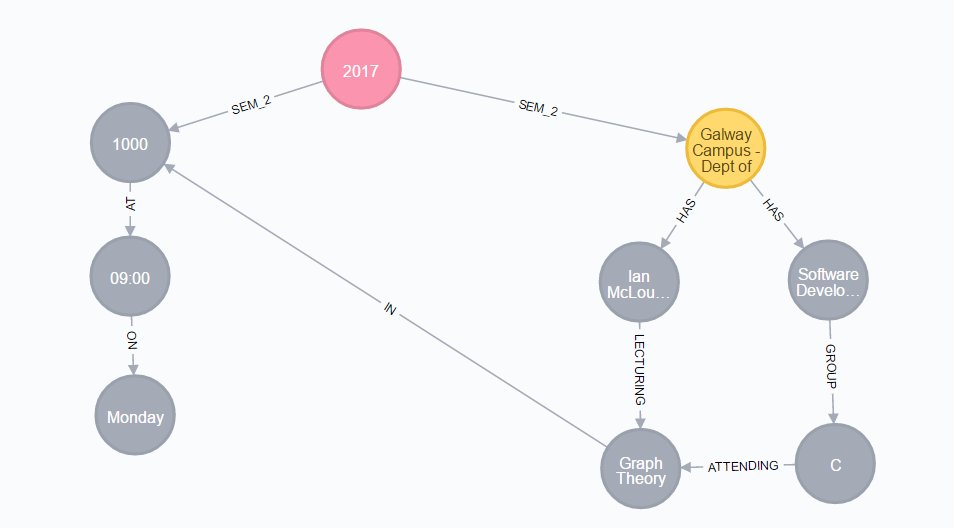 2017
SEM_2
SEM_2
1000
Galway
Campus -
Dept of
AT
HAS
HAS
09:00
Ian
McLou…
Software
Develo…
IN
ON
LECTURING
GROUP
Monday
Graph
Theory
ATTENDING
C